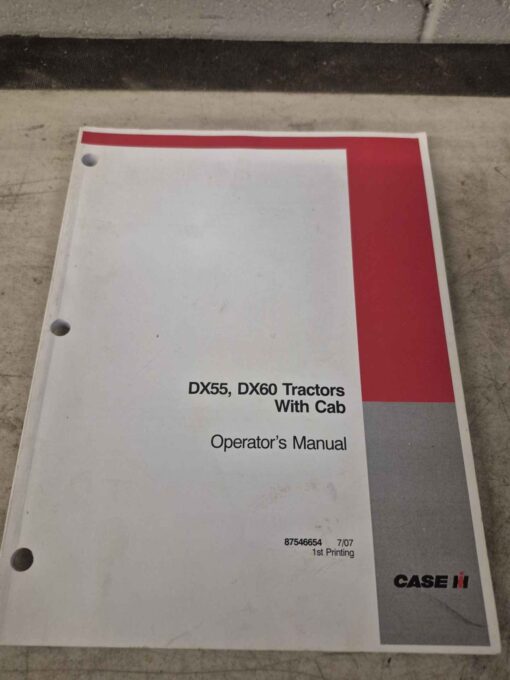 DX55, DX60 Tractors
With Cab
Operator's Manual
87546654 7/07
1st Printing
CASE IH